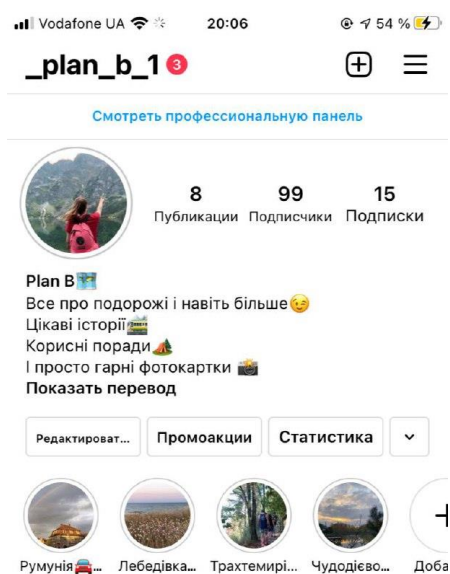 Vodafone UA 20:06 54 %
_plan_b_1 3
Смотреть профессиональную панель
8 99 15
Публикации Подписчики Подписки
Plan B
Все про подорожі і навіть більше😉
Цікаві історії🚎
Корисні поради🏕
І просто гарні фотокартки 📸
Показать перевод
Редактироват... Промоакции Статистика
Румунія🚘... Лебедівка... Трахтемирі... Чудодієво... Доба